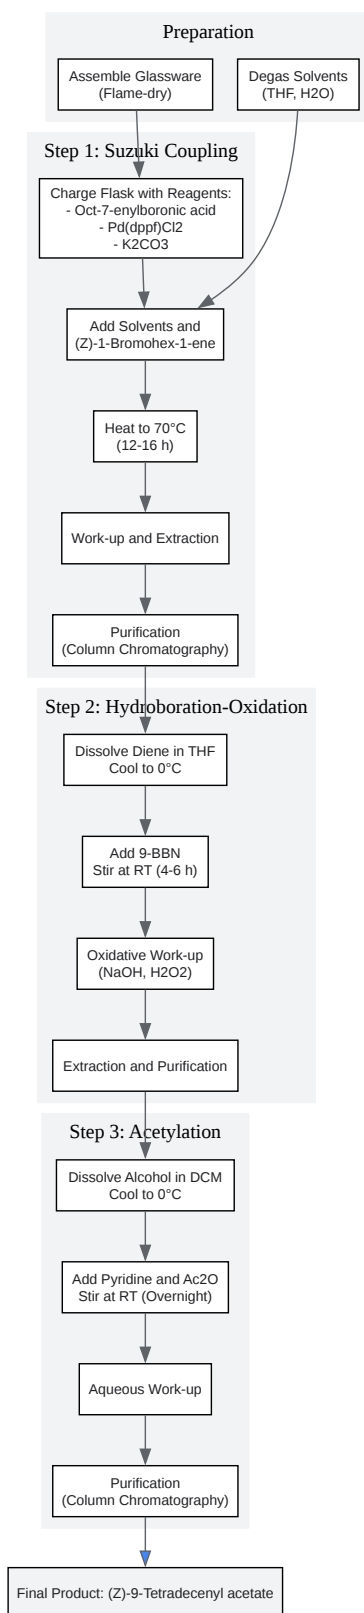 Preparation
Assemble Glassware
(Flame-dry)
Degas Solvents
(THF, H2O)
Step 1: Suzuki Coupling
Charge Flask with Reagents:
- Oct-7-enylboronic acid
- Pd(dppf)Cl2
- K2CO3
Add Solvents and
(Z)-1-Bromohex-1-ene
Heat to 70°C
(12-16 h)
Work-up and Extraction
Purification
(Column Chromatography)
Step 2: Hydroboration-Oxidation
Dissolve Diene in THF
Cool to 0°C
Add 9-BBN
Stir at RT (4-6 h)
Oxidative Work-up
(NaOH, H2O2)
Extraction and Purification
Step 3: Acetylation
Dissolve Alcohol in DCM
Cool to 0°C
Add Pyridine and Ac2O
Stir at RT (Overnight)
Aqueous Work-up
Purification
(Column Chromatography)
Final Product: (Z)-9-Tetradecenyl acetate